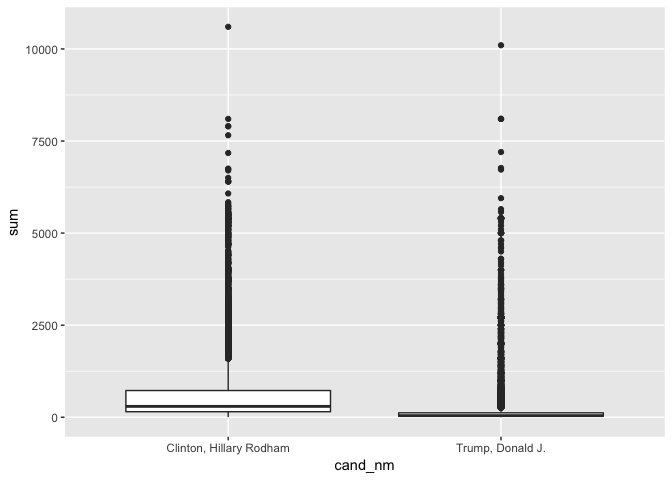 10000
7500
5000
2500
0
sum
Clinton, Hillary Rodham
Trump, Donald J.
cand_nm